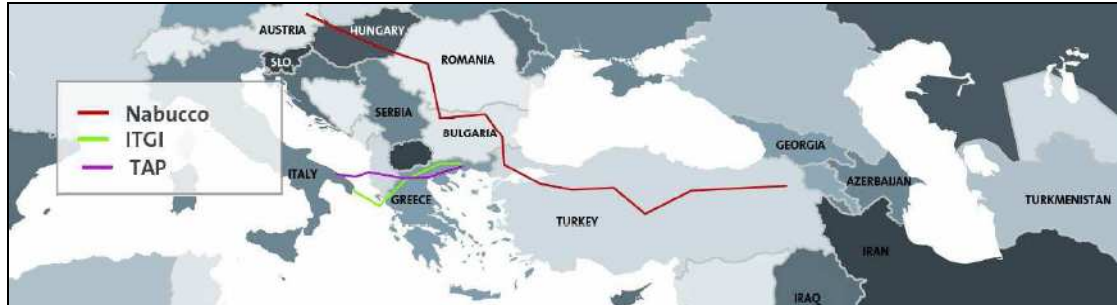 AUSTRIA
HUNGARY
SLO
ROMANIA
Nabucco
ITGI
TAP
SERBIA
BULGARIA
ITALY
GREECE
TURKEY
GEORGIA
AZERBAIJAN
TURKMENISTAN
IRAN
IRAQ